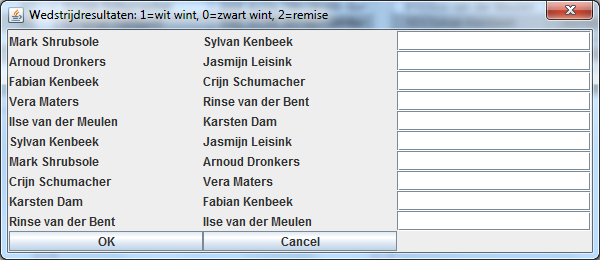 Wedstrijdresultaten: 1=wit wint, 0=zwart wint, 2=remise
Mark Shrubsole Sylvan Kenbeek
Arnoud Dronkers Jasmijn Leisink
Fabian Kenbeek Crijn Schumacher
Vera Maters Rinse van der Bent
Ilse van der Meulen Karsten Dam
Sylvan Kenbeek Jasmijn Leisink
Mark Shrubsole Arnoud Dronkers
Crijn Schumacher Vera Maters
Karsten Dam Fabian Kenbeek
Rinse van der Bent Ilse van der Meulen
OK Cancel